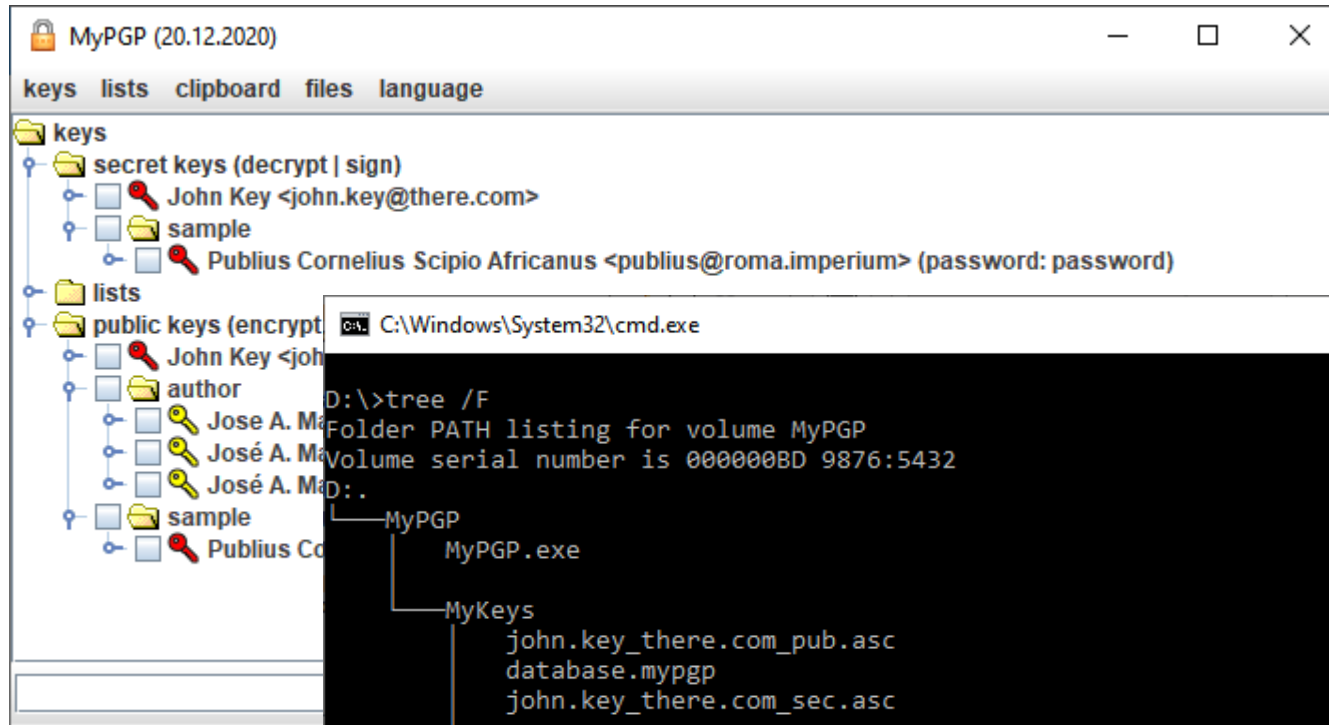 MyPGP (20.12.2020)
keys lists clipboard files language
keys
secret keys (decrypt | sign)
John Key <john.key@there.com>
sample
Publius Cornelius Scipio Africanus <publius@roma.imperium> (password: password)
lists
public keys (encrypt
John Key <joh
author
Jose A. Ma
José A. Ma
José A. Ma
sample
Publius Co
C:\Windows\System32\cmd.exe
D:\>tree /F
Folder PATH listing for volume MyPGP
Volume serial number is 000000BD 9876:5432
D:.
MyPGP
MyPGP.exe
MyKeys
john.key_there.com_pub.asc
database.mypgp
john.key_there.com_sec.asc